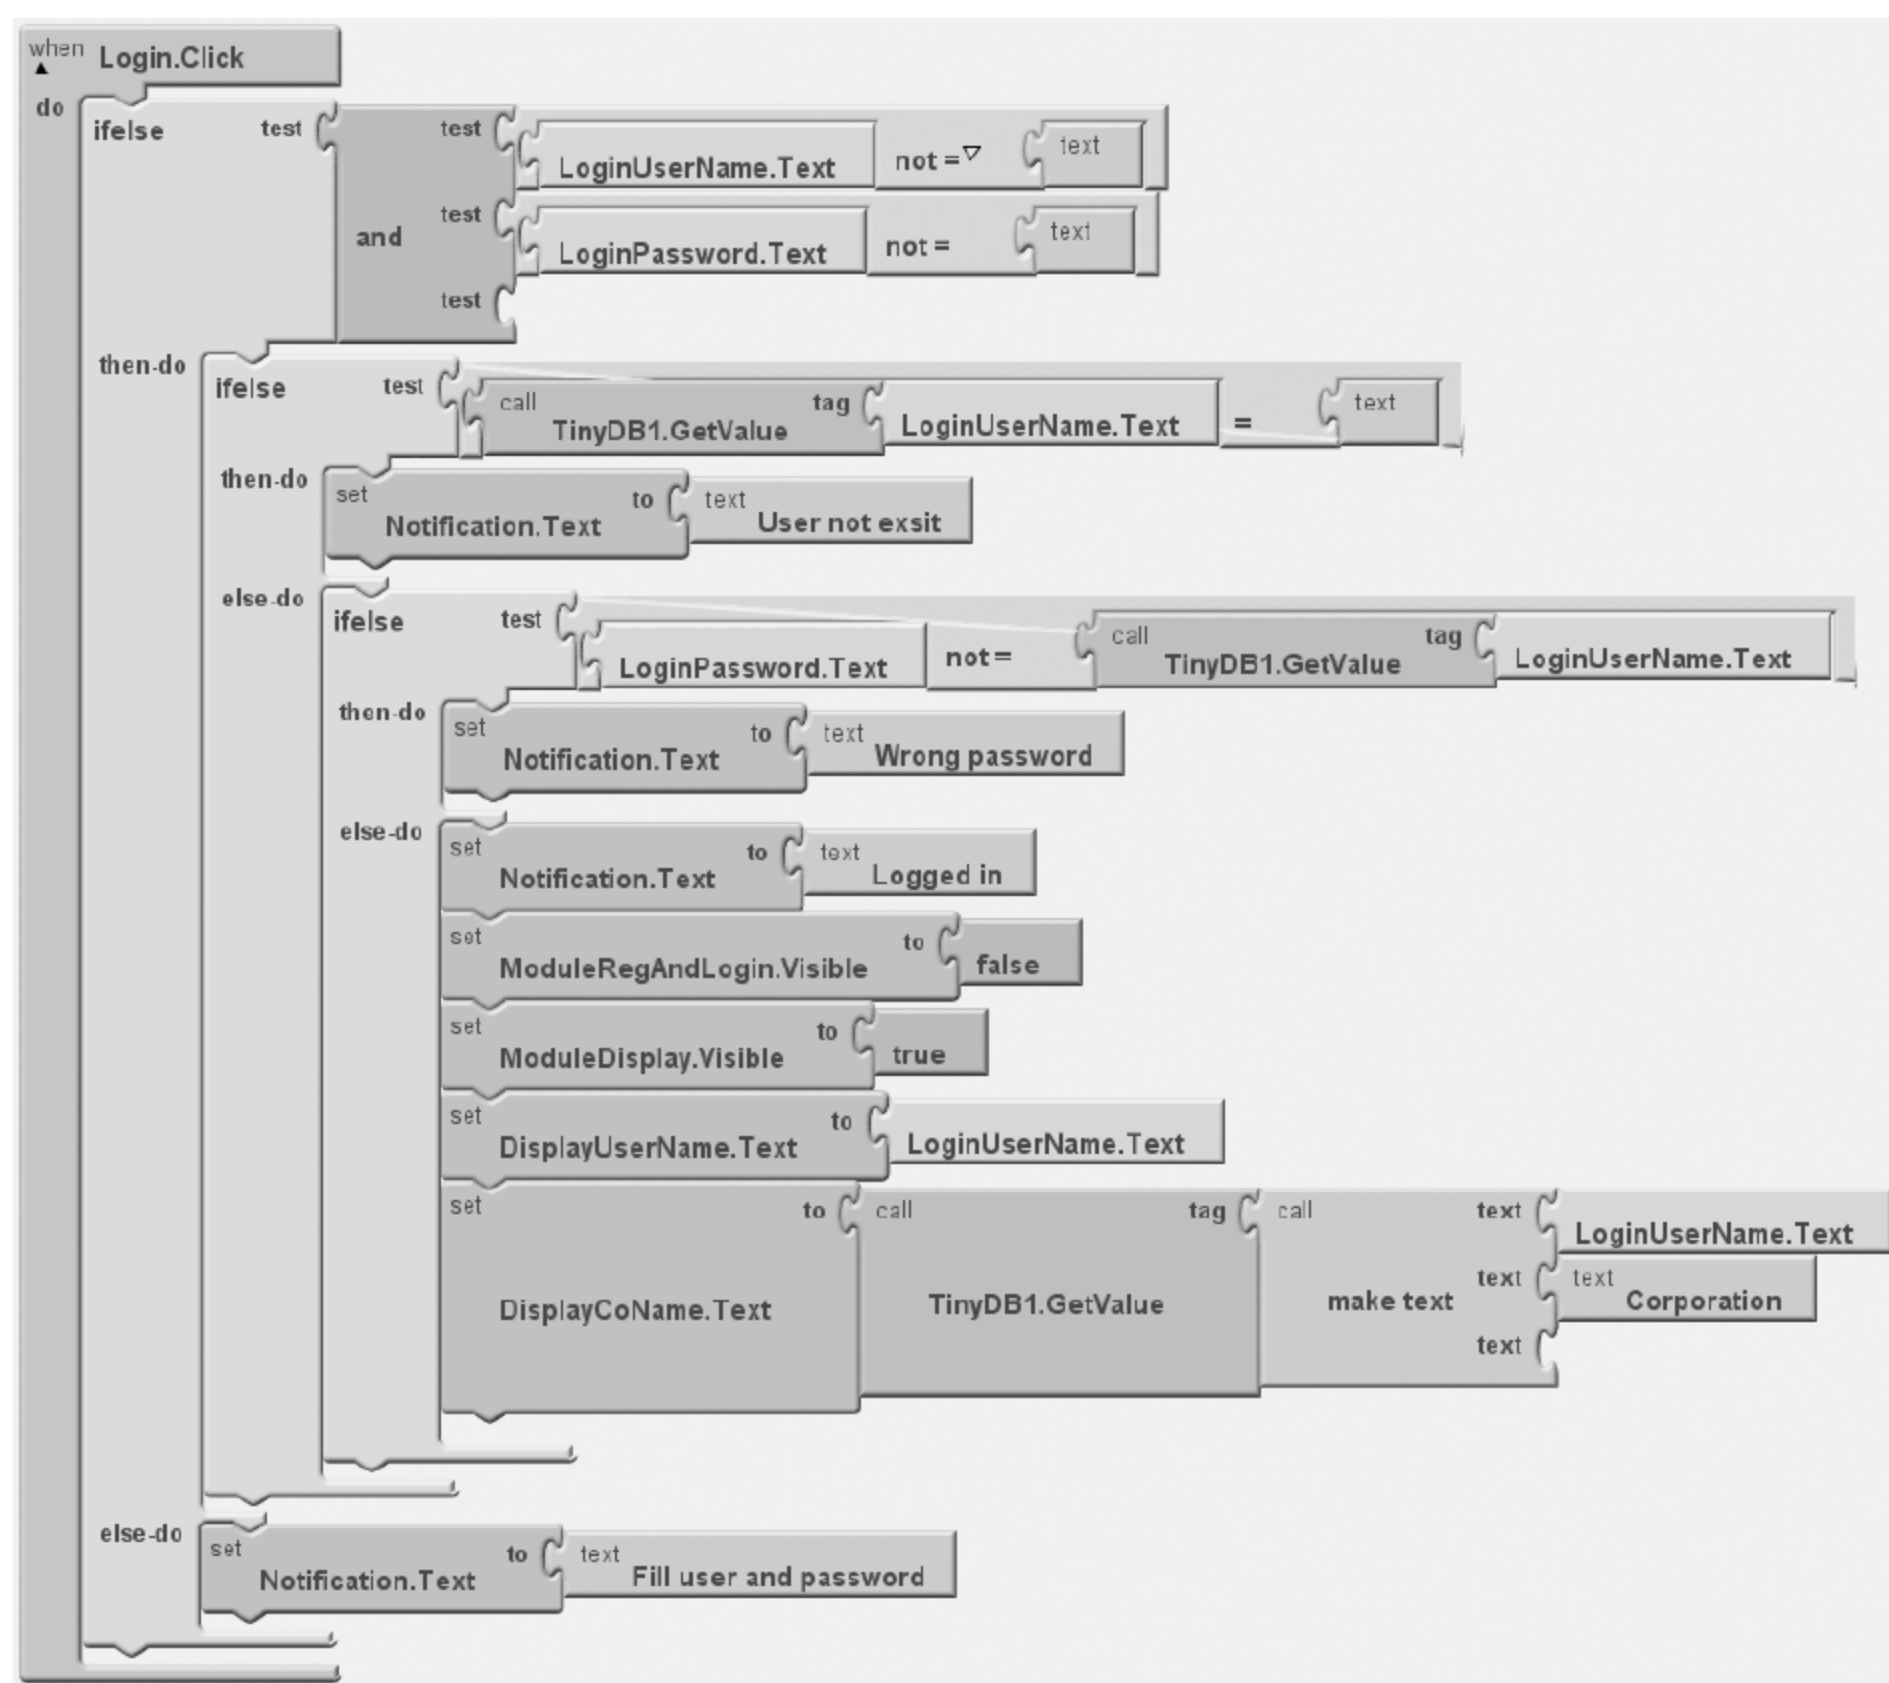 when Login.Click
do ifelse test test LoginUserName.Text not = text
and test LoginPassword.Text not = text
test
then-do ifelse test call TinyDB1.GetValue tag LoginUserName.Text = text
then-do set Notification.Text to text User not exsit
else-do ifelse test LoginPassword.Text not = call TinyDB1.GetValue tag LoginUserName.Text
then-do set Notification.Text to text Wrong password
else-do set Notification.Text to text Logged in
set ModuleRegAndLogin.Visible to false
set ModuleDisplay.Visible to true
set DisplayUserName.Text to LoginUserName.Text
set DisplayCoName.Text to call TinyDB1.GetValue tag call make text text LoginUserName.Text
text text Corporation
text
else-do set Notification.Text to text Fill user and password